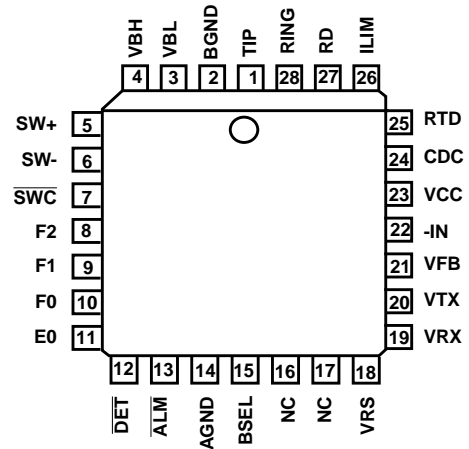 VBH VBL BGND TIP RING RD ILIM
4 3 2 1 28 27 26
SW+ 5 25 RTD
SW- 6 24 CDC
SWC 7 23 VCC
F2 8 22 -IN
F1 9 21 VFB
F0 10 20 VTX
E0 11 19 VRX
12 13 14 15 16 17 18
DET ALM AGND BSEL NC NC VRS